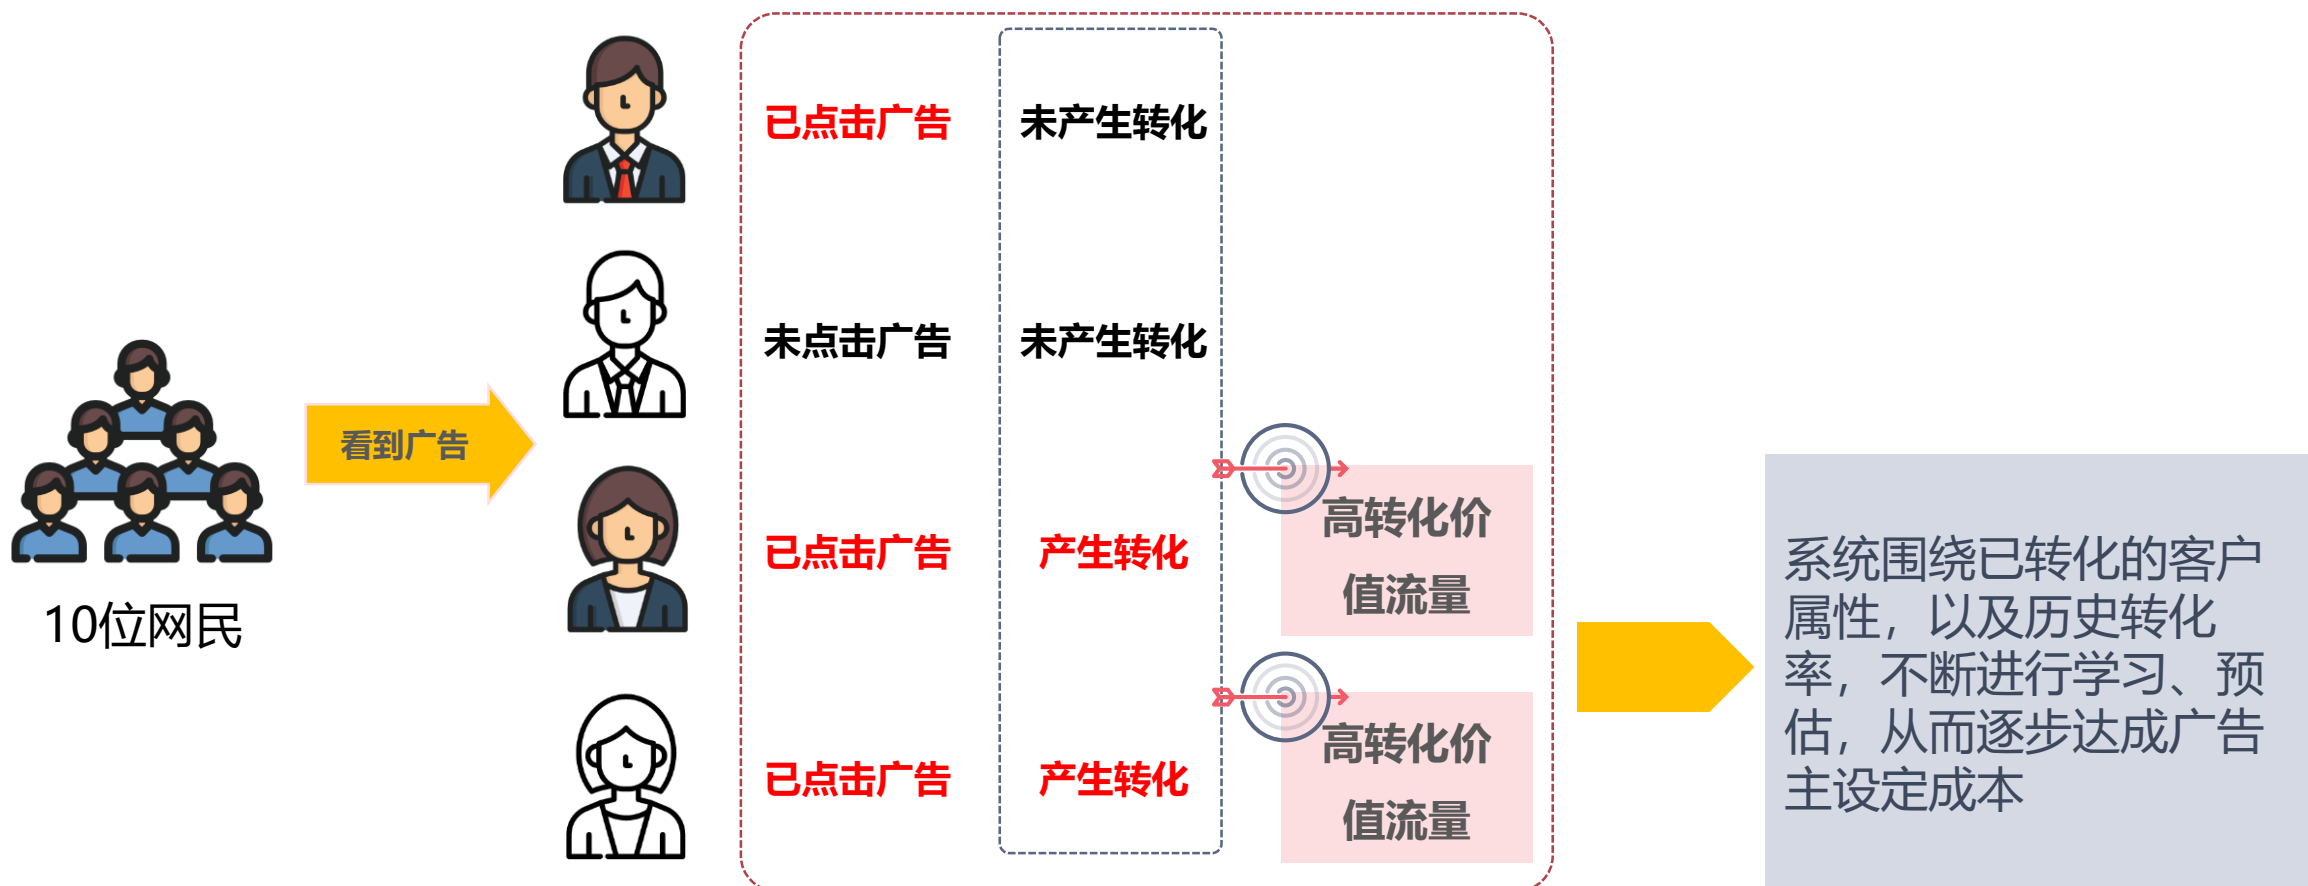 已点击广告
未产生转化
未点击广告
未产生转化
看到广告
10位网民
已点击广告
产生转化
高转化价
值流量
已点击广告
产生转化
高转化价
值流量
系统围绕已转化的客户
属性，以及历史转化
率，不断进行学习、预
估，从而逐步达成广告
主设定成本